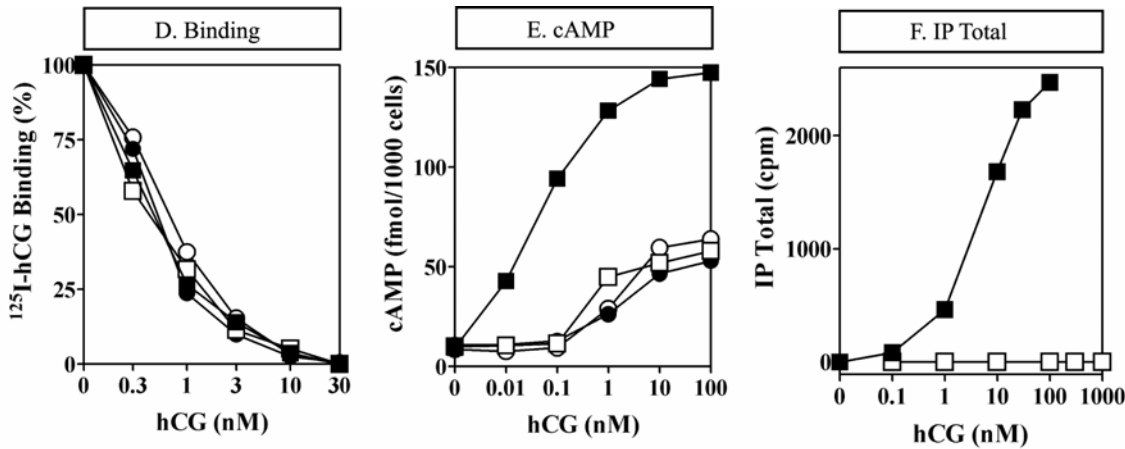 D. Binding
E. cAMP
F. IP Total
¹²⁵I-hCG Binding (%)
100
75
50
25
0
0 0.3 1 3 10 30
hCG (nM)
cAMP (fmol/1000 cells)
150
100
50
0
0 0.01 0.1 1 10 100
hCG (nM)
IP Total (cpm)
2000
1000
0
0 0.1 1 10 100 1000
hCG (nM)